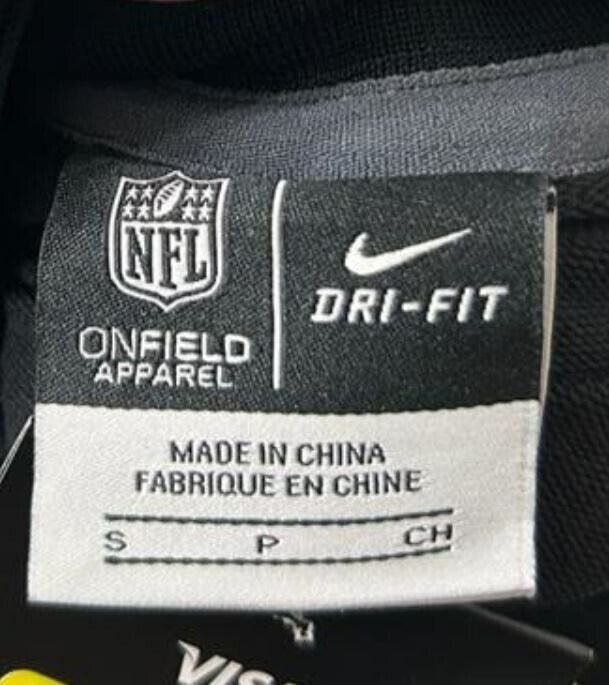 NFL
ONFIELD
APPAREL
DRI-FIT
MADE IN CHINA
FABRIQUE EN CHINE
S P CH